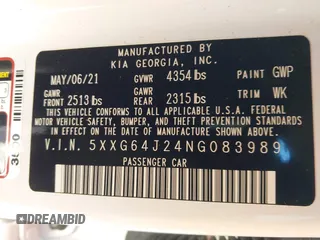 MANUFACTURED BY
KIA GEORGIA, INC.
MAY/06/21 GVWR 4354 lbs PAINT GWP
GAWR FRONT 2513 lbs GAWR REAR 2315 lbs TRIM WK
THIS VEHICLE CONFORMS TO ALL APPLICABLE U.S.A. FEDERAL
MOTOR VEHICLE SAFETY, BUMPER, AND THEFT PREVENTION
STANDARDS IN EFFECT ON THE DATE OF MANUFACTURE SHOWN ABOVE.
V.I.N. 5XXG64J24NG083989
PASSENGER CAR
DREAMBID